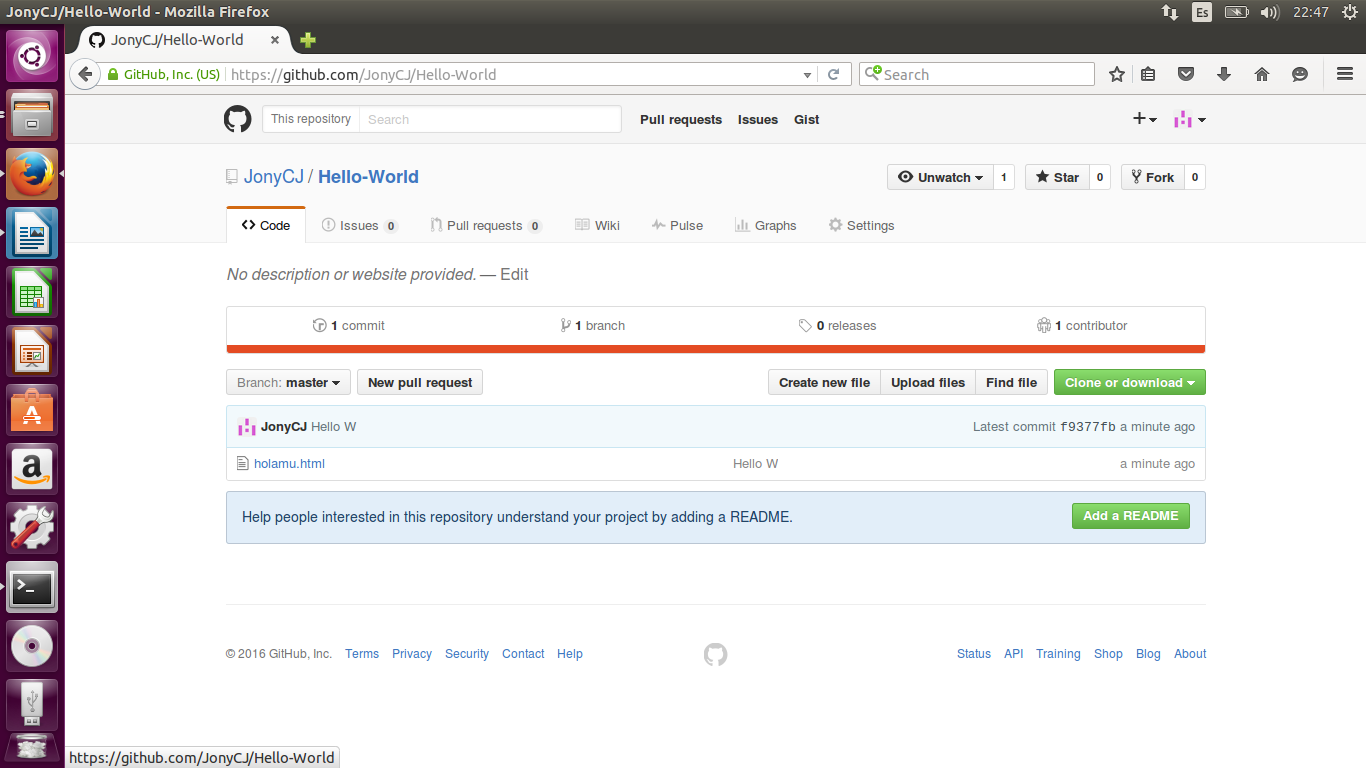 JonyCJ/Hello-World - Mozilla Firefox Es 22:47
JonyCJ/Hello-World
GitHub, Inc. (US) https://github.com/JonyCJ/Hello-World Search
This repository Search Pull requests Issues Gist
JonyCJ / Hello-World Unwatch 1 Star 0 Fork 0
Code Issues 0 Pull requests 0 Wiki Pulse Graphs Settings
No description or website provided. — Edit
1 commit 1 branch 0 releases 1 contributor
Branch: master New pull request Create new file Upload files Find file Clone or download
JonyCJ Hello W Latest commit f9377fb a minute ago
holamu.html Hello W a minute ago
Help people interested in this repository understand your project by adding a README. Add a README
© 2016 GitHub, Inc. Terms Privacy Security Contact Help Status API Training Shop Blog About
https://github.com/JonyCJ/Hello-World